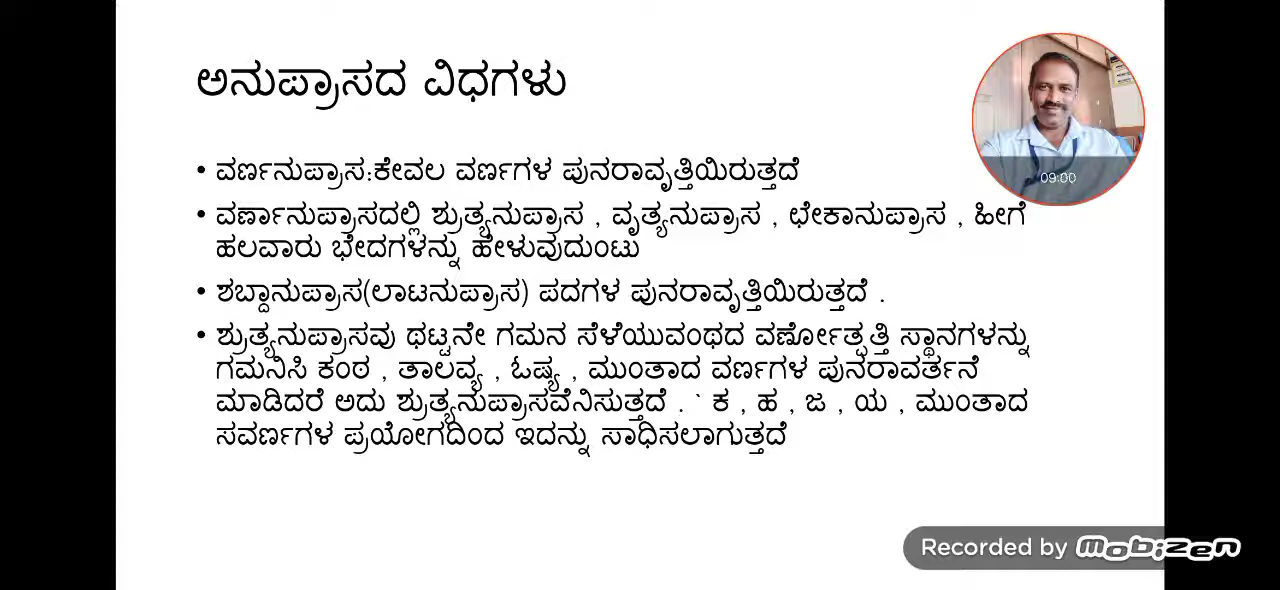 ಅನುಪ್ರಾಸದ ವಿಧಗಳು
09:00
• ವರ್ಣನುಪ್ರಾಸ:ಕೇವಲ ವರ್ಣಗಳ ಪುನರಾವೃತ್ತಿಯಿರುತ್ತದೆ
• ವರ್ಣಾನುಪ್ರಾಸದಲ್ಲಿ ಶ್ರುತ್ಯನುಪ್ರಾಸ , ವೃತ್ಯನುಪ್ರಾಸ , ಛೇಕಾನುಪ್ರಾಸ , ಹೀಗೆ
ಹಲವಾರು ಭೇದಗಳನ್ನು ಹೇಳುವುದುಂಟು
• ಶಬ್ದಾನುಪ್ರಾಸ(ಲಾಟನುಪ್ರಾಸ) ಪದಗಳ ಪುನರಾವೃತ್ತಿಯಿರುತ್ತದೆ .
• ಶ್ರುತ್ಯನುಪ್ರಾಸವು ಥಟ್ಟನೇ ಗಮನ ಸೆಳೆಯುವಂಥದ ವರ್ಣೋತ್ಪತ್ತಿ ಸ್ಥಾನಗಳನ್ನು
ಗಮನಿಸಿ ಕಂಠ , ತಾಲವ್ಯ , ಓಷ್ಯ , ಮುಂತಾದ ವರ್ಣಗಳ ಪುನರಾವರ್ತನೆ
ಮಾಡಿದರೆ ಅದು ಶ್ರುತ್ಯನುಪ್ರಾಸವೆನಿಸುತ್ತದೆ . ` ಕ , ಹ , ಜ , ಯ , ಮುಂತಾದ
ಸವರ್ಣಗಳ ಪ್ರಯೋಗದಿಂದ ಇದನ್ನು ಸಾಧಿಸಲಾಗುತ್ತದೆ
Recorded by mobizen